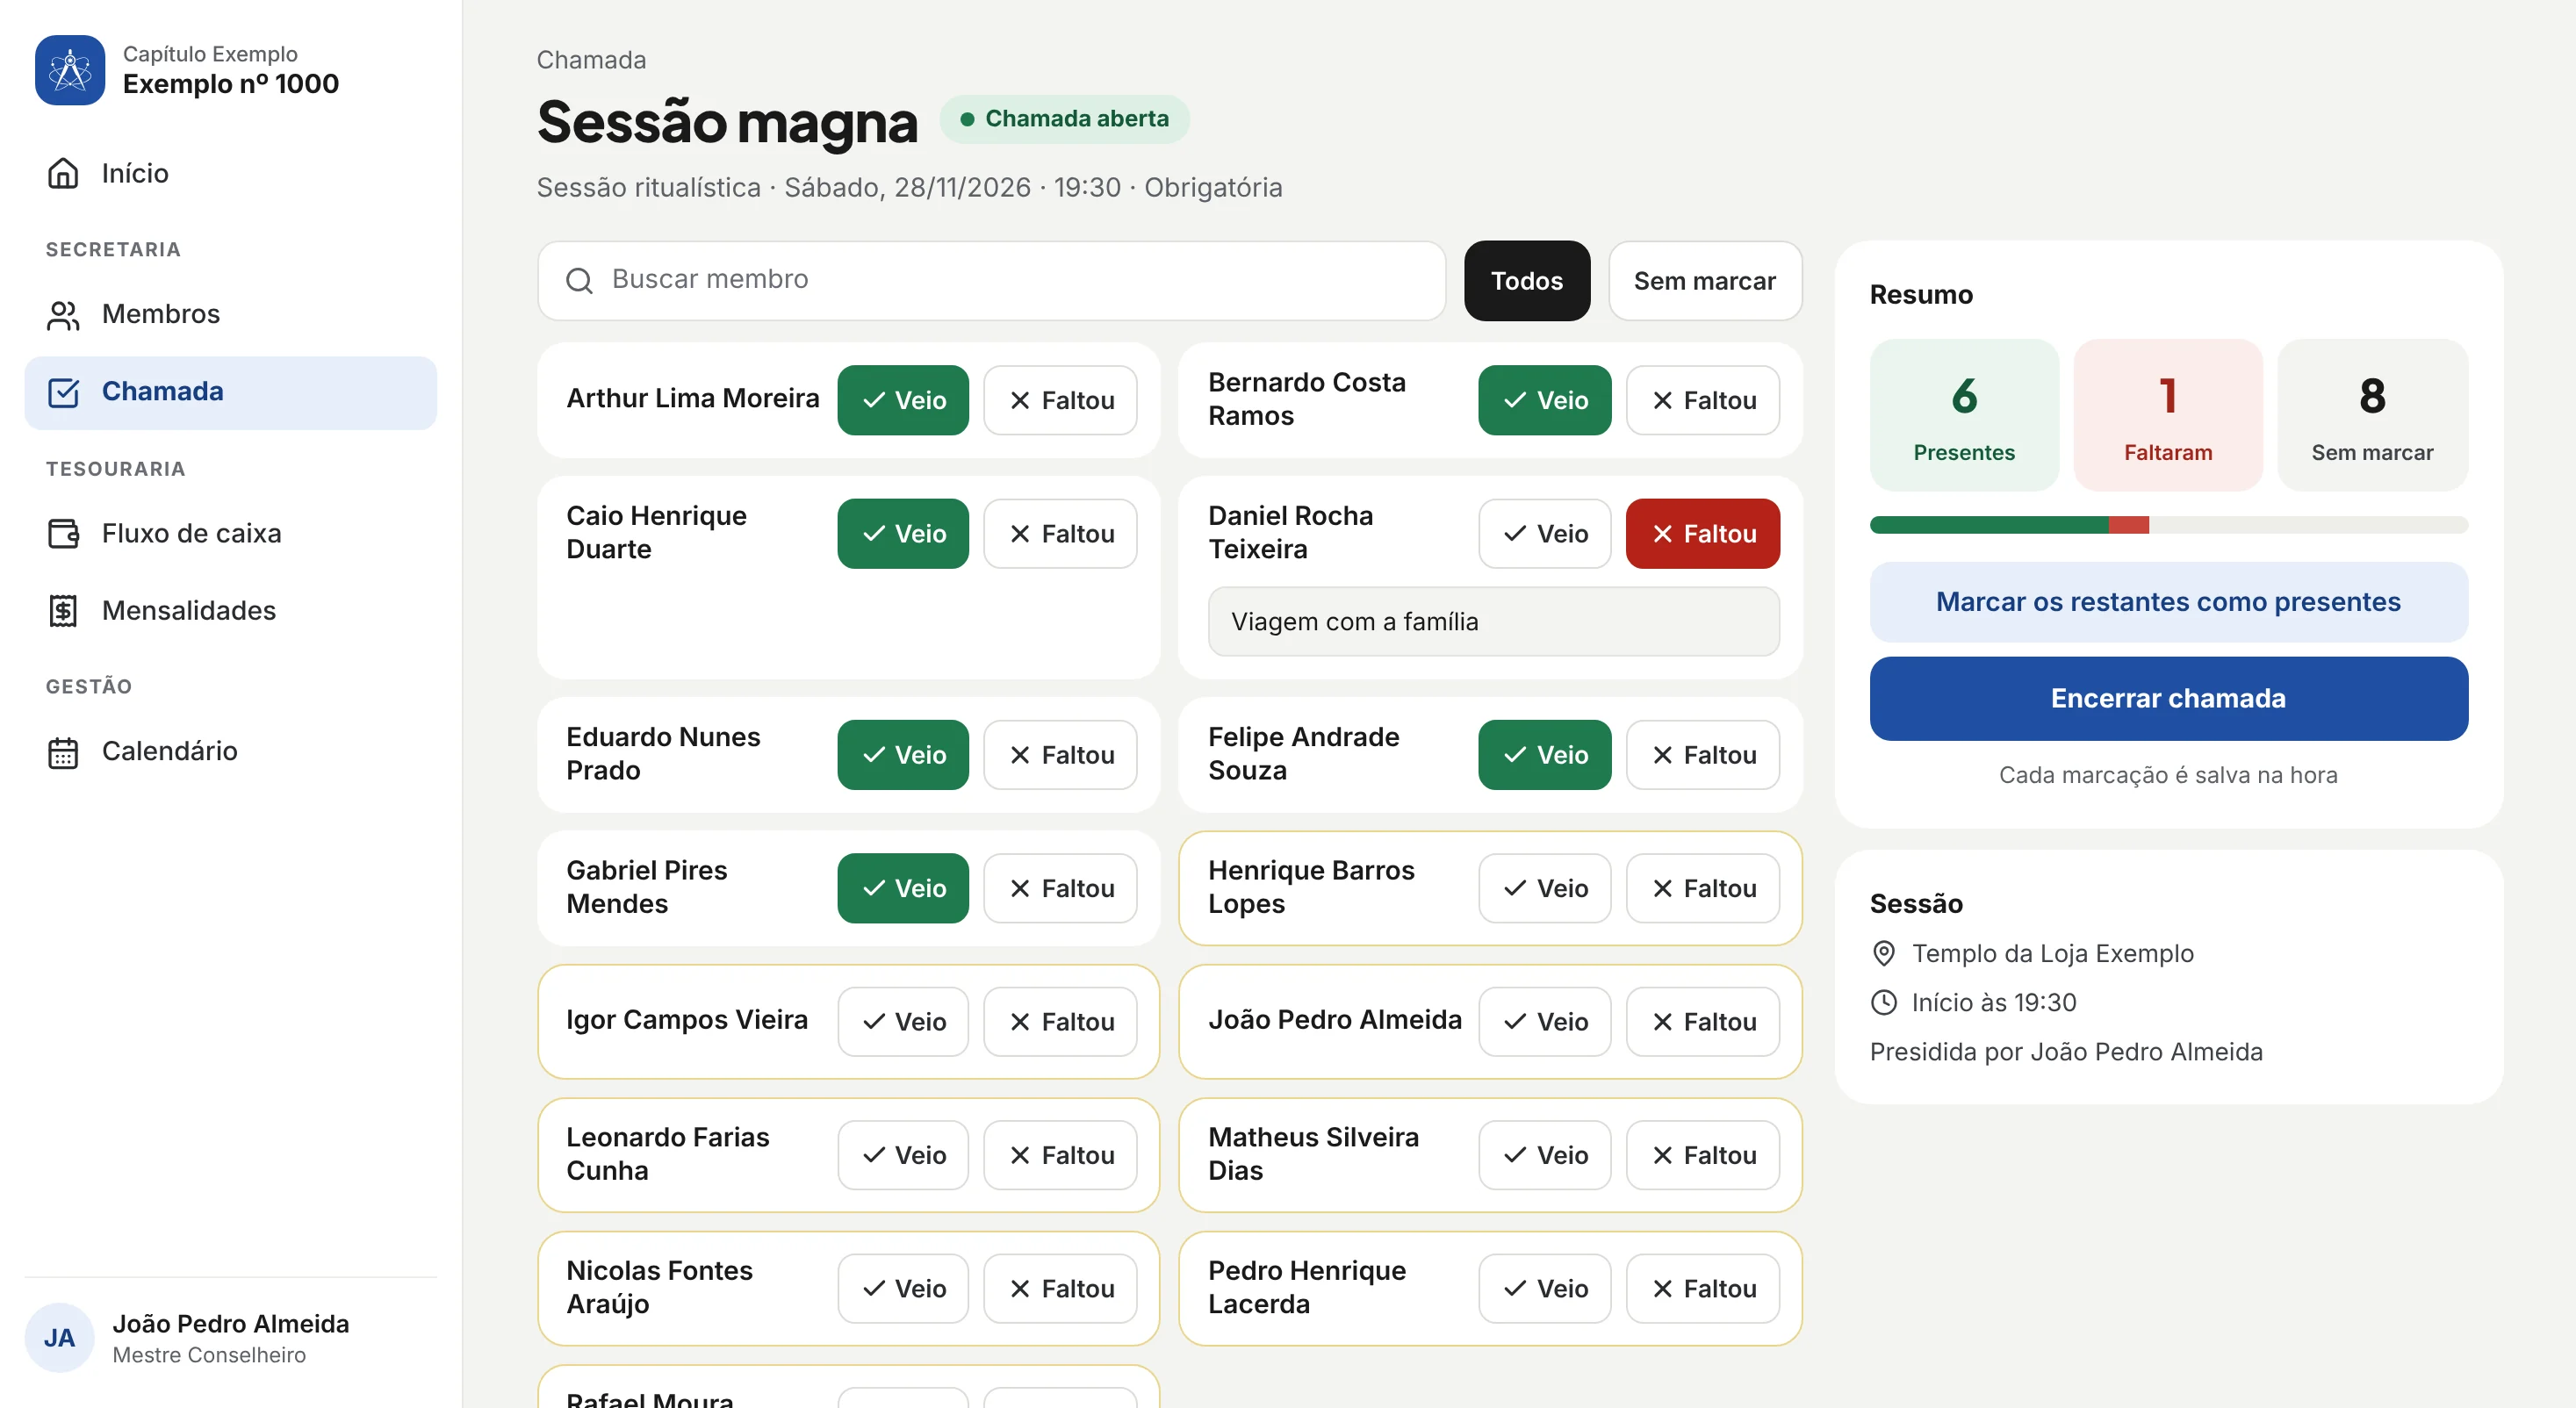 Capítulo Exemplo
Exemplo nº 1000
Início
SECRETARIA
Membros
Chamada
TESOURARIA
Fluxo de caixa
Mensalidades
GESTÃO
Calendário
JA
João Pedro Almeida
Mestre Conselheiro
Chamada
Sessão magna
Chamada aberta
Sessão ritualística · Sábado, 28/11/2026 · 19:30 · Obrigatória
Buscar membro
Todos
Sem marcar
Arthur Lima Moreira
Veio
Faltou
Bernardo Costa
Ramos
Veio
Faltou
Caio Henrique
Duarte
Veio
Faltou
Daniel Rocha
Teixeira
Veio
Faltou
Viagem com a família
Eduardo Nunes
Prado
Veio
Faltou
Felipe Andrade
Souza
Veio
Faltou
Gabriel Pires
Mendes
Veio
Faltou
Henrique Barros
Lopes
Veio
Faltou
Igor Campos Vieira
Veio
Faltou
João Pedro Almeida
Veio
Faltou
Leonardo Farias
Cunha
Veio
Faltou
Matheus Silveira
Dias
Veio
Faltou
Nicolas Fontes
Araújo
Veio
Faltou
Pedro Henrique
Lacerda
Veio
Faltou
Rafael Moura
Resumo
6
Presentes
1
Faltaram
8
Sem marcar
Marcar os restantes como presentes
Encerrar chamada
Cada marcação é salva na hora
Sessão
Templo da Loja Exemplo
Início às 19:30
Presidida por João Pedro Almeida